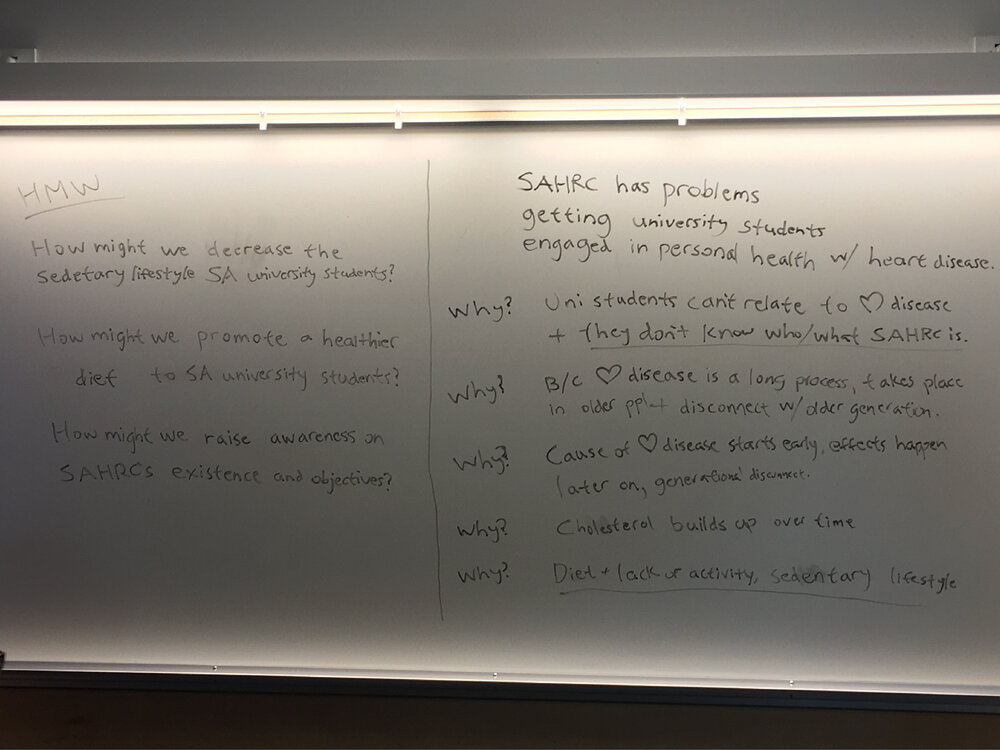 HMW
How might we decrease the
sedetary lifestyle SA university students?
How might we promote a healthier
diet to SA university students?
How might we raise awareness on
SAHRCs existence and objectives?
SAHRC has problems
getting university students
engaged in personal health w/ heart disease.
Why? Uni students can't relate to ♡ disease
+ They don't know who/what SAHRC is.
Why? B/c ♡ disease is a long process, takes place
in older ppl + disconnect w/ older generation.
Why? Cause of ♡ disease starts early, effects happen
later on, generational disconnect.
Why? Cholesterol builds up over time
Why? Diet + lack of activity, sedentary lifestyle